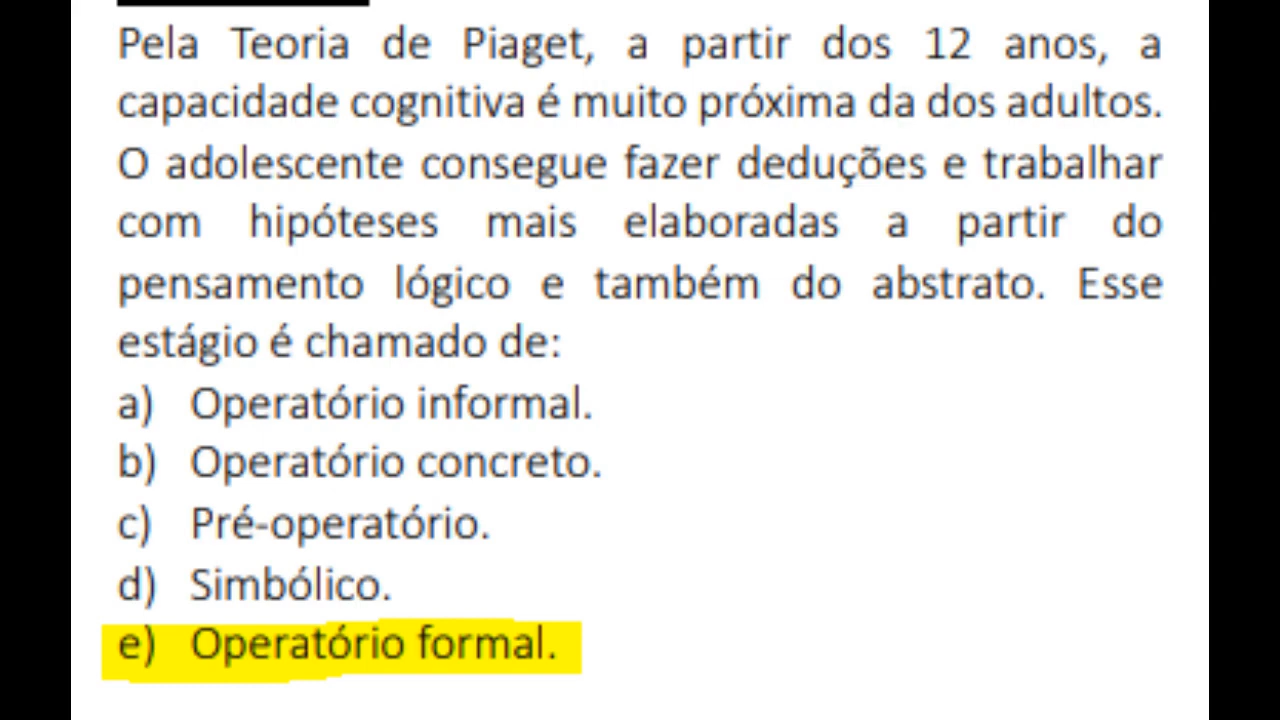 Pela Teoria de Piaget, a partir dos 12 anos, a
capacidade cognitiva é muito próxima da dos adultos.
O adolescente consegue fazer deduções e trabalhar
com hipóteses mais elaboradas a partir do
pensamento lógico e também do abstrato. Esse
estágio é chamado de:
a) Operatório informal.
b) Operatório concreto.
c) Pré-operatório.
d) Simbólico.
e) Operatório formal.